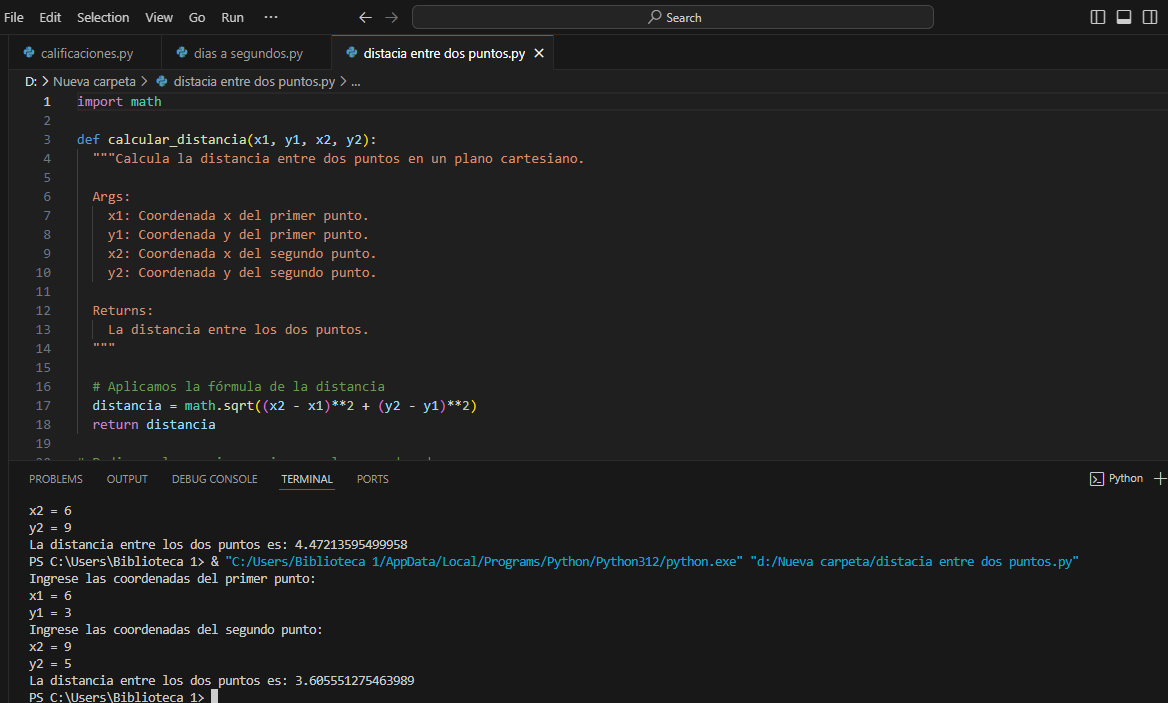 File Edit Selection View Go Run ··· Search
calificaciones.py dias a segundos.py distacia entre dos puntos.py
D: > Nueva carpeta > distacia entre dos puntos.py > ...
1 import math
2
3 def calcular_distancia(x1, y1, x2, y2):
4 """Calcula la distancia entre dos puntos en un plano cartesiano.
5
6 Args:
7 x1: Coordenada x del primer punto.
8 y1: Coordenada y del primer punto.
9 x2: Coordenada x del segundo punto.
10 y2: Coordenada y del segundo punto.
11
12 Returns:
13 La distancia entre los dos puntos.
14 """
15
16 # Aplicamos la fórmula de la distancia
17 distancia = math.sqrt((x2 - x1)**2 + (y2 - y1)**2)
18 return distancia
19
PROBLEMS OUTPUT DEBUG CONSOLE TERMINAL PORTS Python
x2 = 6
y2 = 9
La distancia entre los dos puntos es: 4.47213595499958
PS C:\Users\Biblioteca 1> & "C:/Users/Biblioteca 1/AppData/Local/Programs/Python/Python312/python.exe" "d:/Nueva carpeta/distacia entre dos puntos.py"
Ingrese las coordenadas del primer punto:
x1 = 6
y1 = 3
Ingrese las coordenadas del segundo punto:
x2 = 9
y2 = 5
La distancia entre los dos puntos es: 3.605551275463989
PS C:\Users\Biblioteca 1>